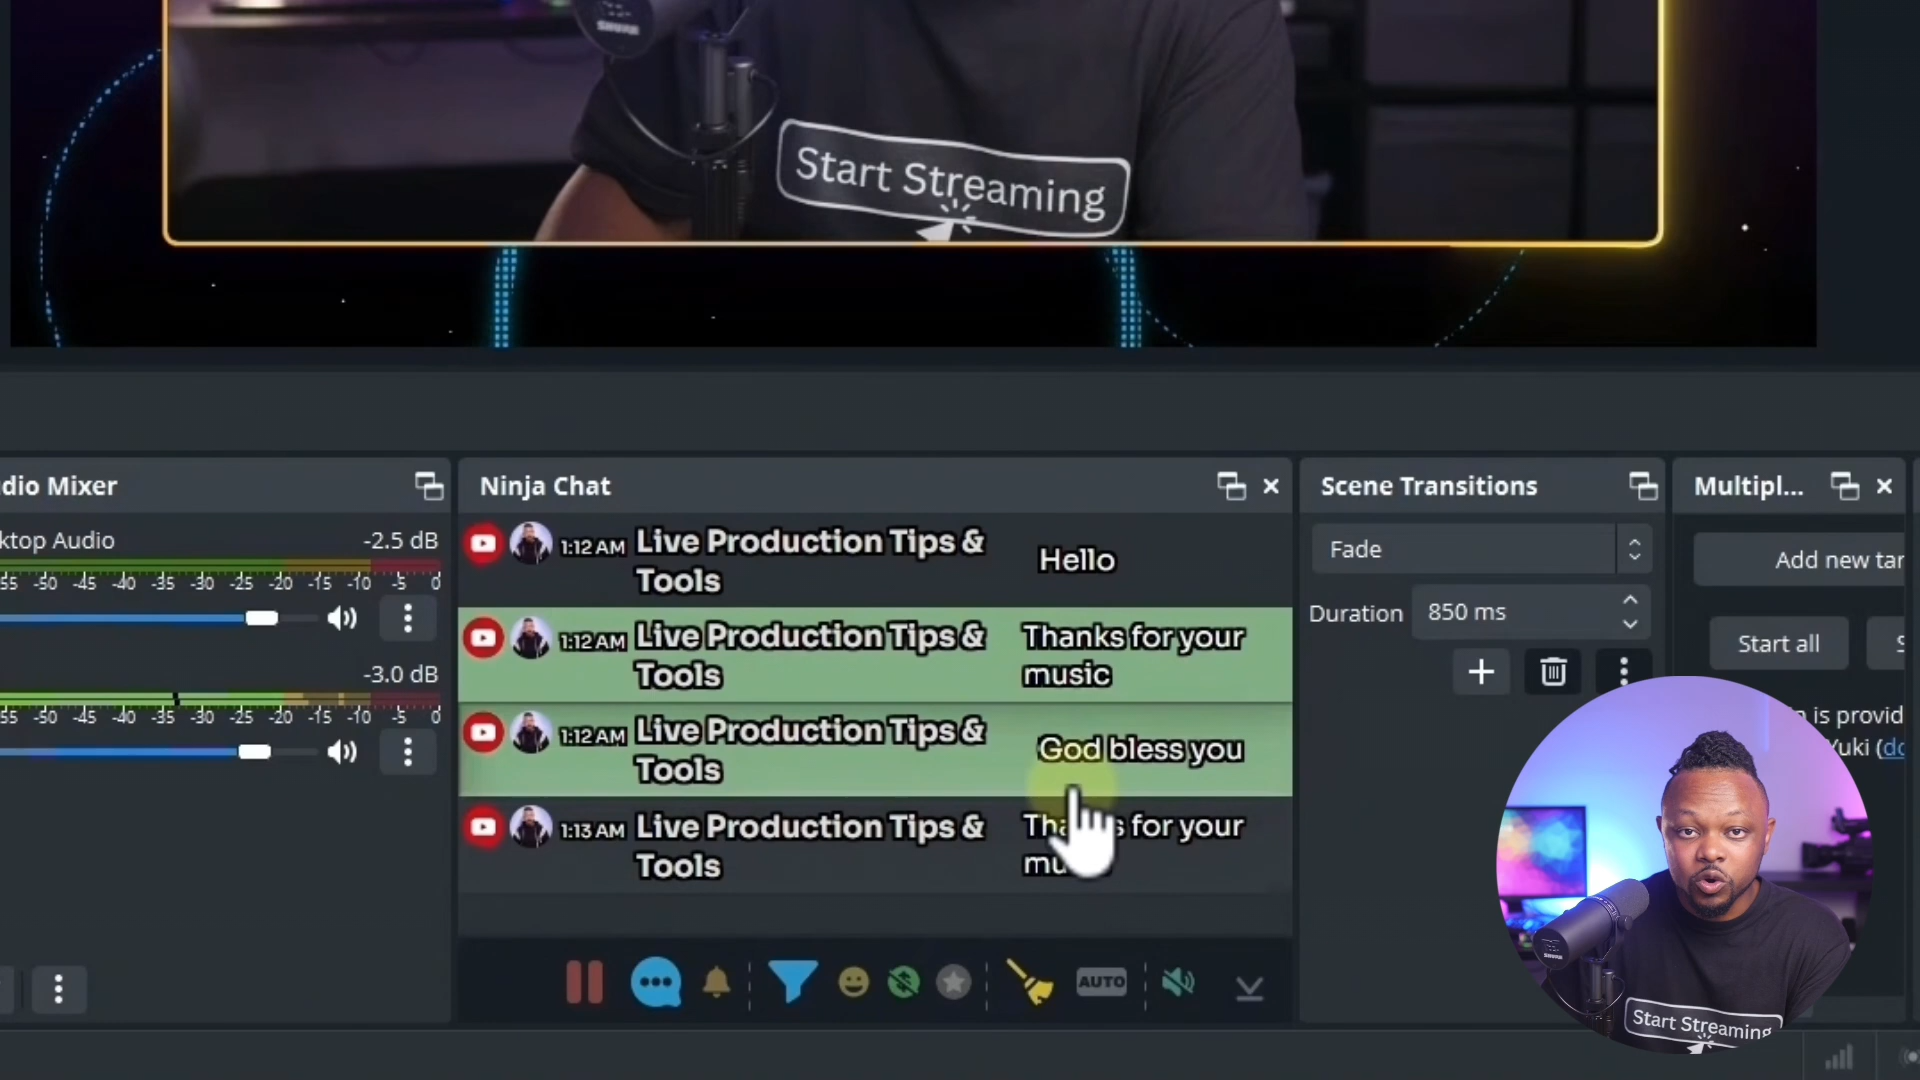 SHURE
Start Streaming
dio Mixer
Ninja Chat
Scene Transitions
Multipl...
ktop Audio
-2.5 dB
55 -50 -45 -40 -35 -30 -25 -20 -15 -10 -5 0
-3.0 dB
55 -50 -45 -40 -35 -30 -25 -20 -15 -10 -5 0
1:12 AM Live Production Tips &
Tools
Hello
1:12 AM Live Production Tips &
Tools
Thanks for your
music
1:12 AM Live Production Tips &
Tools
God bless you
1:13 AM Live Production Tips &
Tools
for your
AUTO
Fade
Duration 850 ms
Add new tar
Start all
is provid
Yuki (do
SHURE
Start Streaming